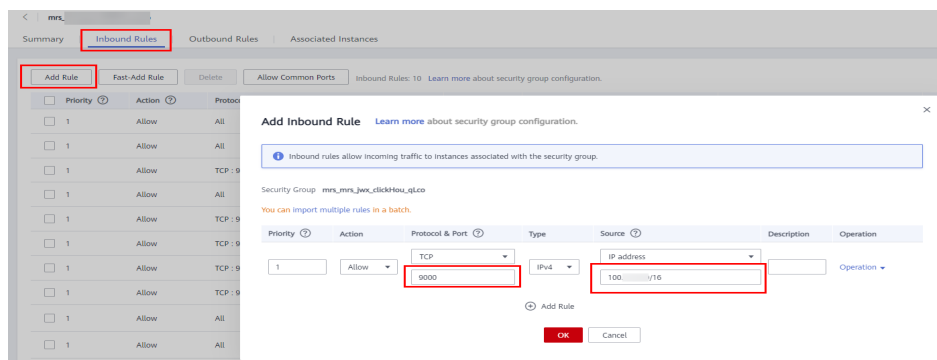 mrs_
Summary Inbound Rules Outbound Rules Associated Instances
Add Rule Fast-Add Rule Delete Allow Common Ports Inbound Rules: 10 Learn more about security group configuration.
Priority Action Protoco
1 Allow All
1 Allow All
1 Allow TCP : 9
1 Allow All
1 Allow TCP : 9
1 Allow TCP : 9
1 Allow TCP : 9
1 Allow TCP : 9
1 Allow All
1 Allow All
Add Inbound Rule Learn more about security group configuration.
Inbound rules allow incoming traffic to instances associated with the security group.
Security Group mrs_mrs_jwx_clickHou_qLco
You can import multiple rules in a batch.
Priority Action Protocol & Port Type Source Description Operation
TCP IP address
1 Allow IPv4 Operation
9000 100. /16
Add Rule
OK Cancel